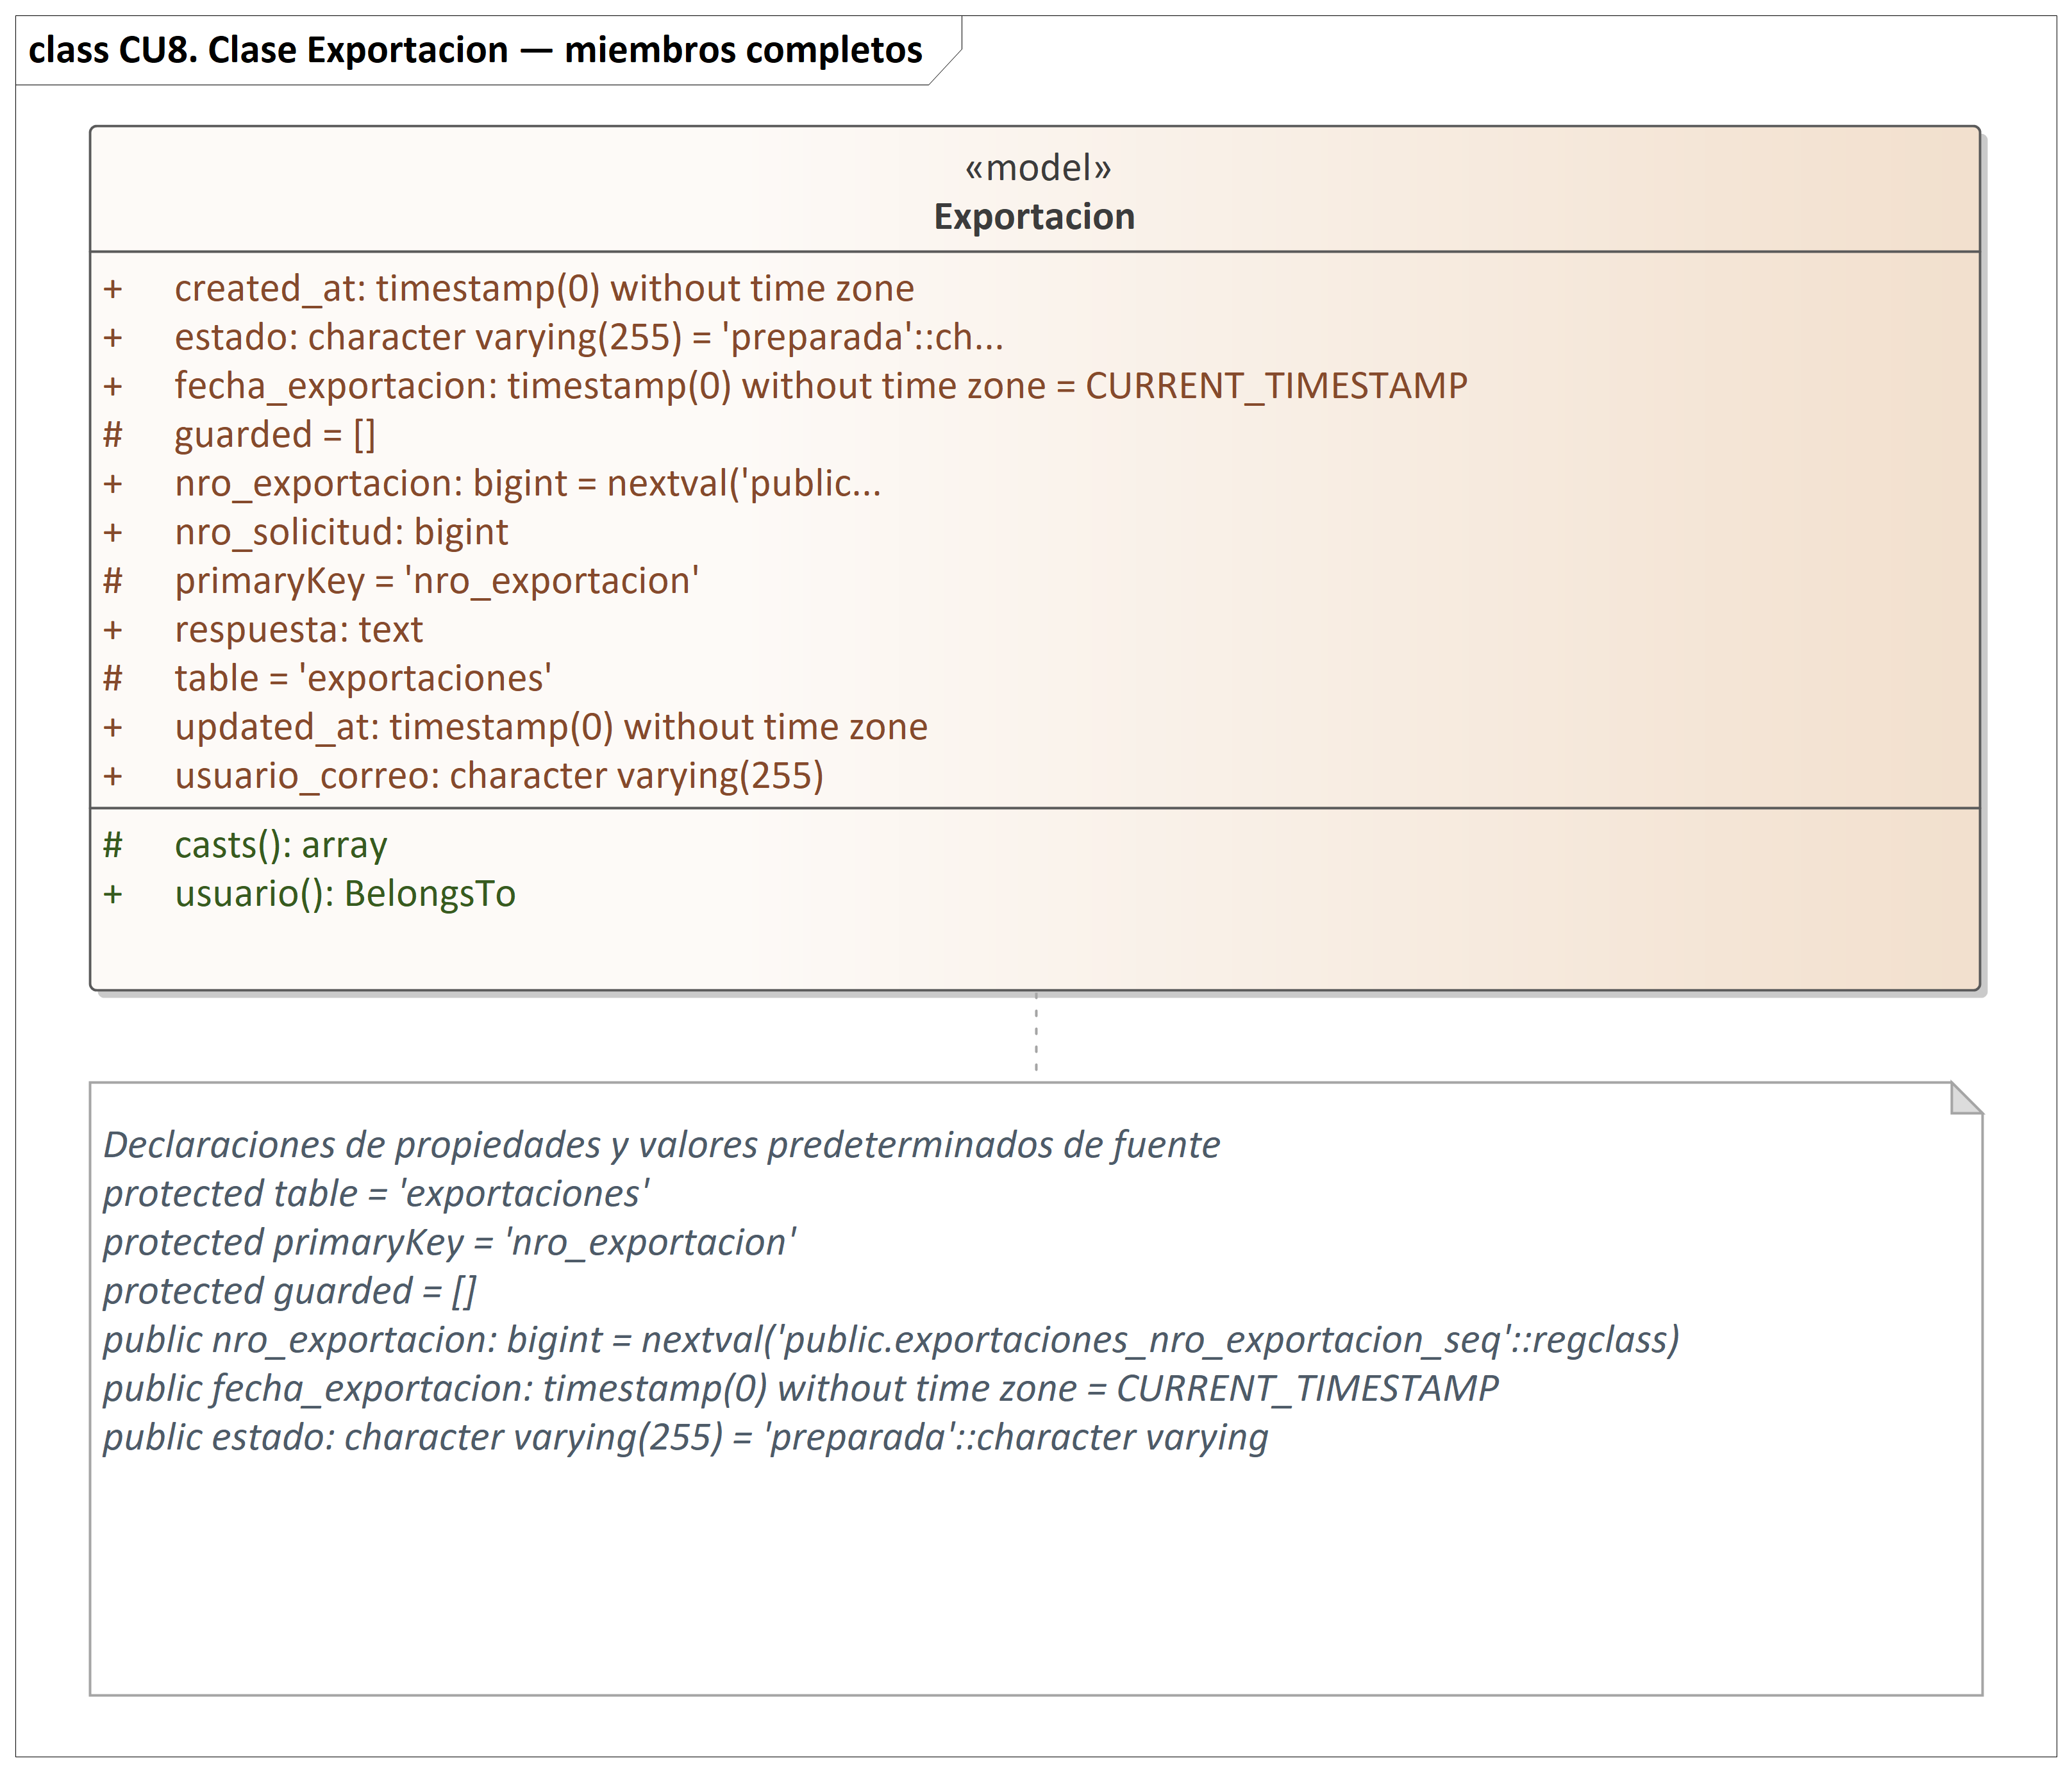 class CU8. Clase Exportacion — miembros completos
«model»
Exportacion
+ created_at: timestamp(0) without time zone
+ estado: character varying(255) = 'preparada'::ch...
+ fecha_exportacion: timestamp(0) without time zone = CURRENT_TIMESTAMP
# guarded = []
+ nro_exportacion: bigint = nextval('public...
+ nro_solicitud: bigint
# primaryKey = 'nro_exportacion'
+ respuesta: text
# table = 'exportaciones'
+ updated_at: timestamp(0) without time zone
+ usuario_correo: character varying(255)
# casts(): array
+ usuario(): BelongsTo
Declaraciones de propiedades y valores predeterminados de fuente
protected table = 'exportaciones'
protected primaryKey = 'nro_exportacion'
protected guarded = []
public nro_exportacion: bigint = nextval('public.exportaciones_nro_exportacion_seq'::regclass)
public fecha_exportacion: timestamp(0) without time zone = CURRENT_TIMESTAMP
public estado: character varying(255) = 'preparada'::character varying